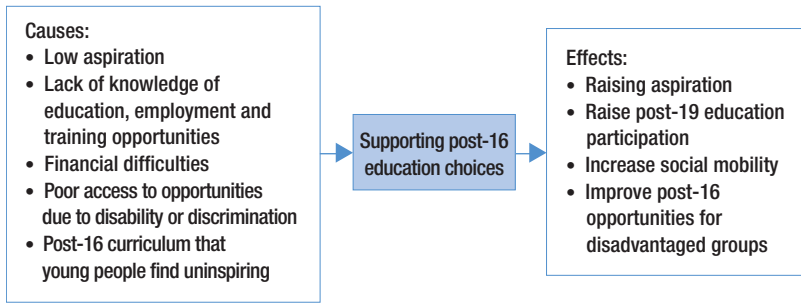 Causes:
• Low aspiration
• Lack of knowledge of
education, employment and
training opportunities
• Financial difficulties
• Poor access to opportunities
due to disability or discrimination
• Post-16 curriculum that
young people find uninspiring
Supporting post-16
education choices
Effects:
• Raising aspiration
• Raise post-19 education
participation
• Increase social mobility
• Improve post-16
opportunities for
disadvantaged groups